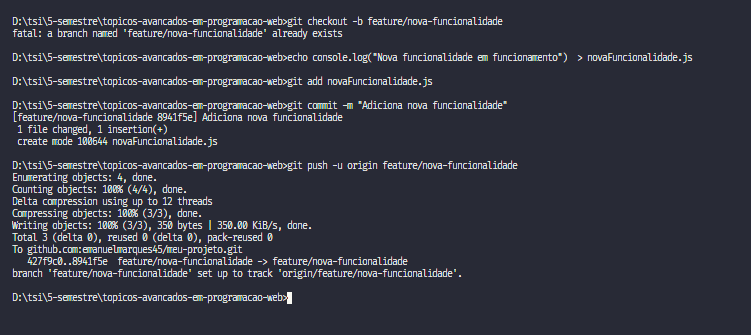 D:\tsi\5-semestre\topicos-avancados-em-programacao-web>git checkout -b feature/nova-funcionalidade
fatal: a branch named 'feature/nova-funcionalidade' already exists
D:\tsi\5-semestre\topicos-avancados-em-programacao-web>echo console.log("Nova funcionalidade em funcionamento")  > novaFuncionalidade.js
D:\tsi\5-semestre\topicos-avancados-em-programacao-web>git add novaFuncionalidade.js
D:\tsi\5-semestre\topicos-avancados-em-programacao-web>git commit -m "Adiciona nova funcionalidade"
[feature/nova-funcionalidade 8941f5e] Adiciona nova funcionalidade
 1 file changed, 1 insertion(+)
 create mode 100644 novaFuncionalidade.js
D:\tsi\5-semestre\topicos-avancados-em-programacao-web>git push -u origin feature/nova-funcionalidade
Enumerating objects: 4, done.
Counting objects: 100% (4/4), done.
Delta compression using up to 12 threads
Compressing objects: 100% (3/3), done.
Writing objects: 100% (3/3), 350 bytes | 350.00 KiB/s, done.
Total 3 (delta 0), reused 0 (delta 0), pack-reused 0
To github.com:emanuelmarques45/meu-projeto.git
   427f9c0..8941f5e  feature/nova-funcionalidade -> feature/nova-funcionalidade
branch 'feature/nova-funcionalidade' set up to track 'origin/feature/nova-funcionalidade'.
D:\tsi\5-semestre\topicos-avancados-em-programacao-web>